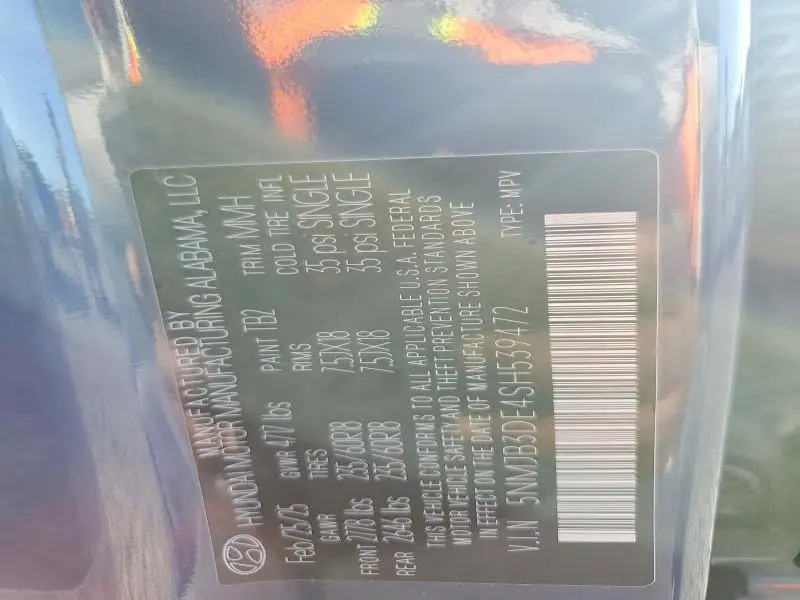 MANUFACTURED BY
HYUNDAI MOTOR MANUFACTURING ALABAMA, LLC
Feb/25/25 GVWR 4771 lbs PAINT TB2 TRIM MMH
GAWR TIRES RIMS COLD TIRE INFL
FRONT 2778 lbs 235/60R18 7.5JX18 35 psi, SINGLE
REAR 2646 lbs 235/60R18 7.5JX18 35 psi, SINGLE
THIS VEHICLE CONFORMS TO ALL APPLICABLE U.S.A. FEDERAL
MOTOR VEHICLE SAFETY AND THEFT PREVENTION STANDARDS
IN EFFECT ON THE DATE OF MANUFACTURE SHOWN ABOVE
V.I.N 5NMJB3DE4SH539472 TYPE: MPV